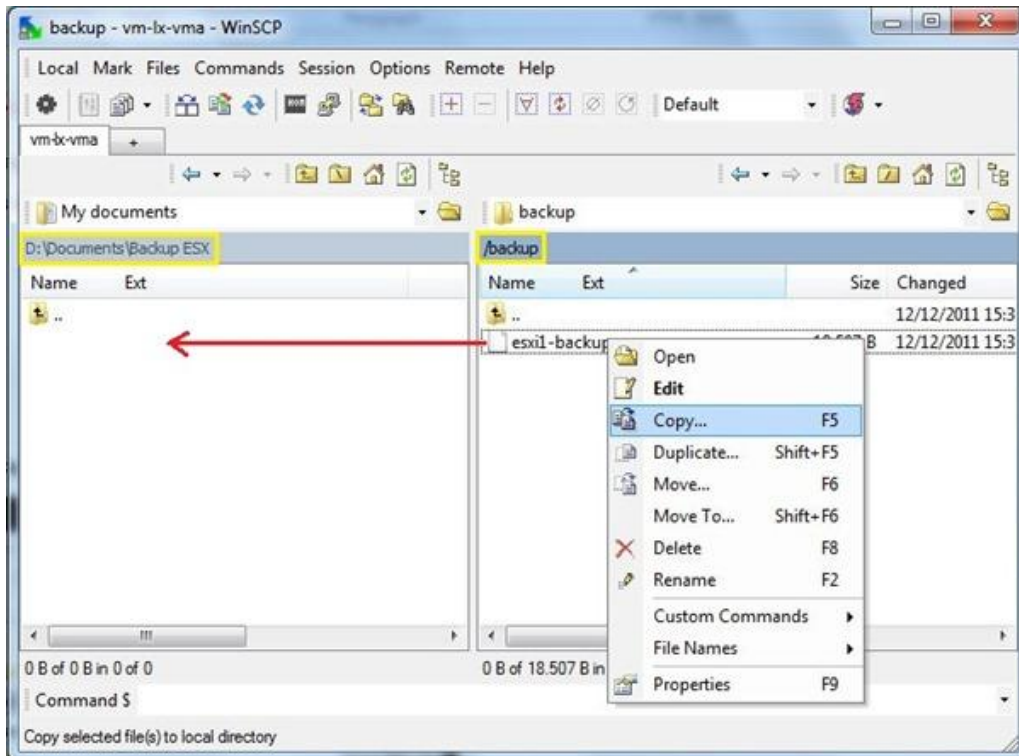 backup - vm-lx-vma - WinSCP
Local Mark Files Commands Session Options Remote Help
Default
vm-lx-vma +
My documents
backup
D:\Documents\Backup ESX
/backup
Name Ext
Name Ext Size Changed
..
.. 12/12/2011 15:3
esxi1-backup B 12/12/2011 15:3
Open
Edit
Copy... F5
Duplicate... Shift+F5
Move... F6
Move To... Shift+F6
Delete F8
Rename F2
Custom Commands
File Names
Properties F9
0 B of 0 B in 0 of 0
0 B of 18.507 B in
Command $
Copy selected file(s) to local directory